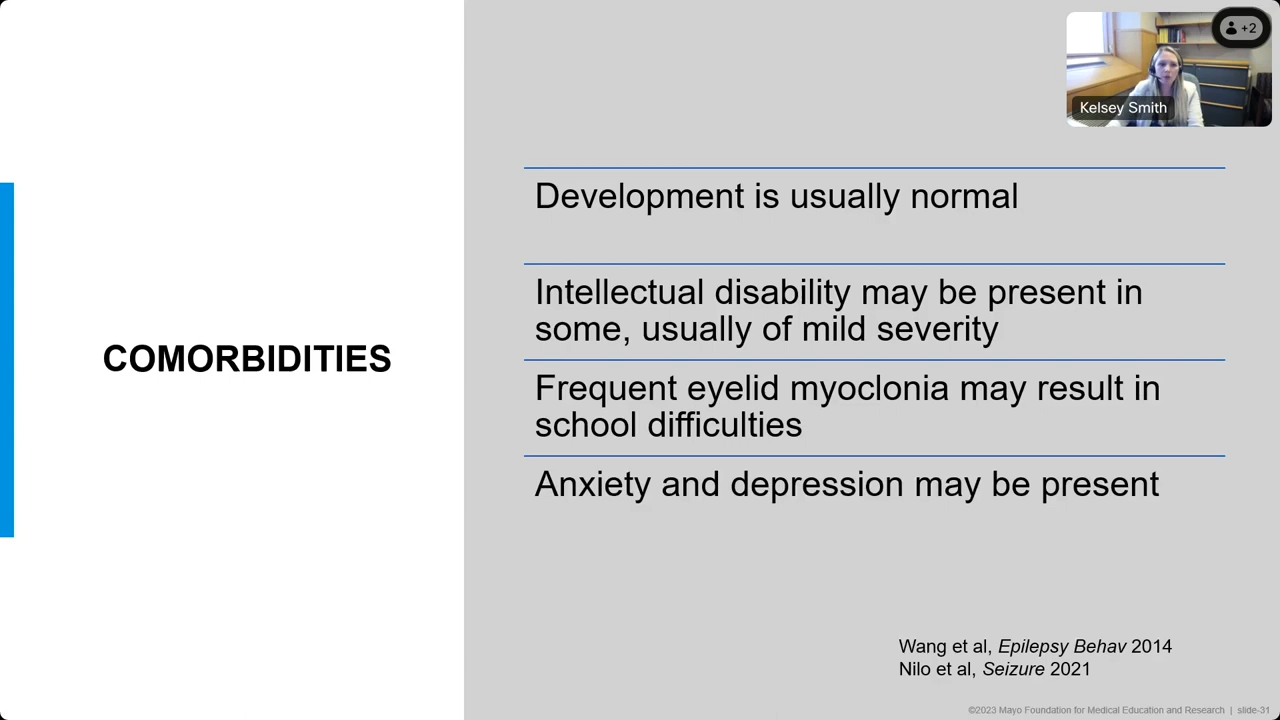 +2
Kelsey Smith
COMORBIDITIES
Development is usually normal
Intellectual disability may be present in
some, usually of mild severity
Frequent eyelid myoclonia may result in
school difficulties
Anxiety and depression may be present
Wang et al, Epilepsy Behav 2014
Nilo et al, Seizure 2021
©2023 Mayo Foundation for Medical Education and Research | slide-31